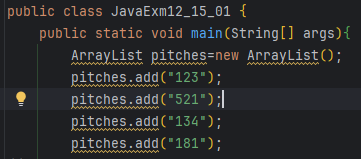 public class JavaExm12_15_01 {
public static void main(String[] args){
ArrayList pitches=new ArrayList();
pitches.add("123");
pitches.add("521");
pitches.add("134");
pitches.add("181");